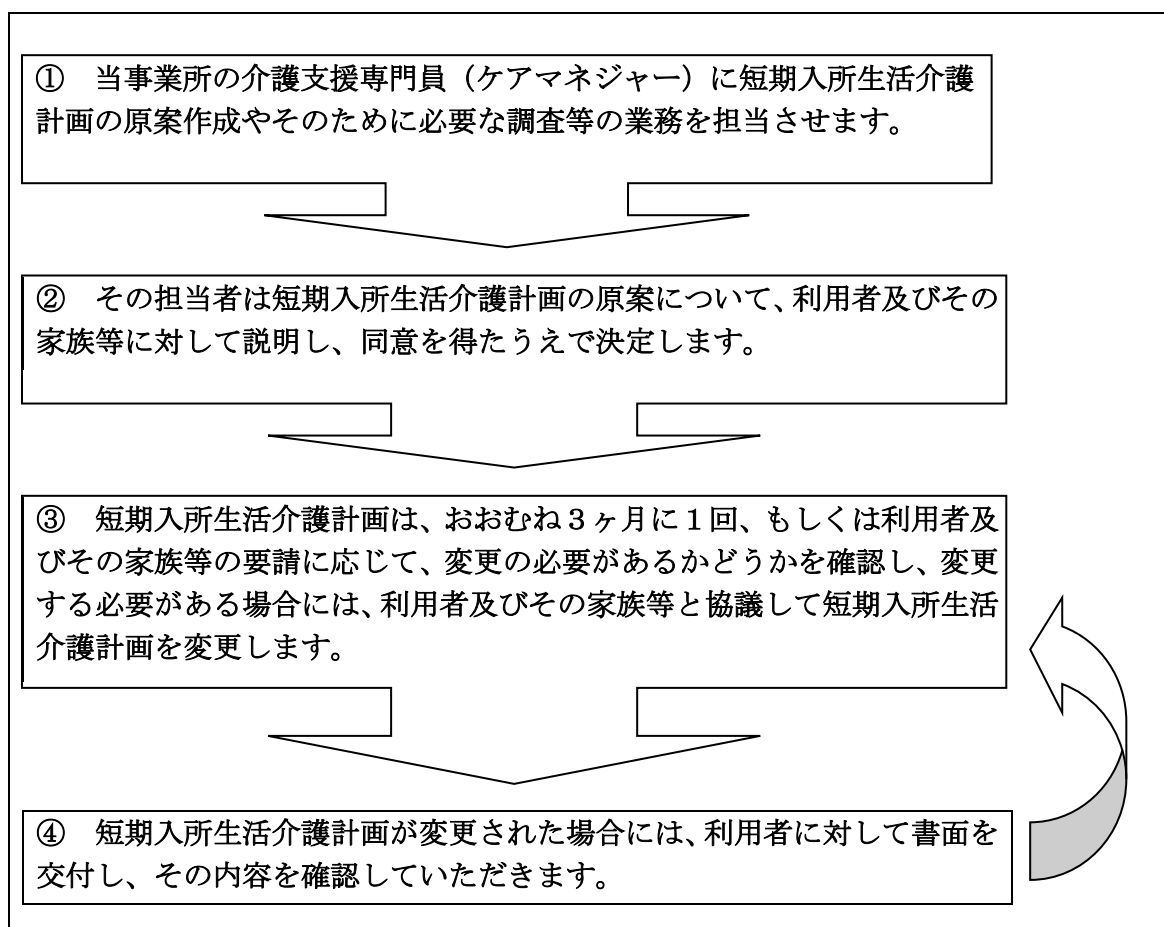 ① 当事業所の介護支援専門員（ケアマネジャー）に短期入所生活介護
計画の原案作成やそのために必要な調査等の業務を担当させます。
② その担当者は短期入所生活介護計画の原案について、利用者及びその
家族等に対して説明し、同意を得たうえで決定します。
③ 短期入所生活介護計画は、おおむね３ヶ月に１回、もしくは利用者及
びその家族等の要請に応じて、変更の必要があるかどうかを確認し、変更
する必要がある場合には、利用者及びその家族等と協議して短期入所生活
介護計画を変更します。
④ 短期入所生活介護計画が変更された場合には、利用者に対して書面を
交付し、その内容を確認していただきます。